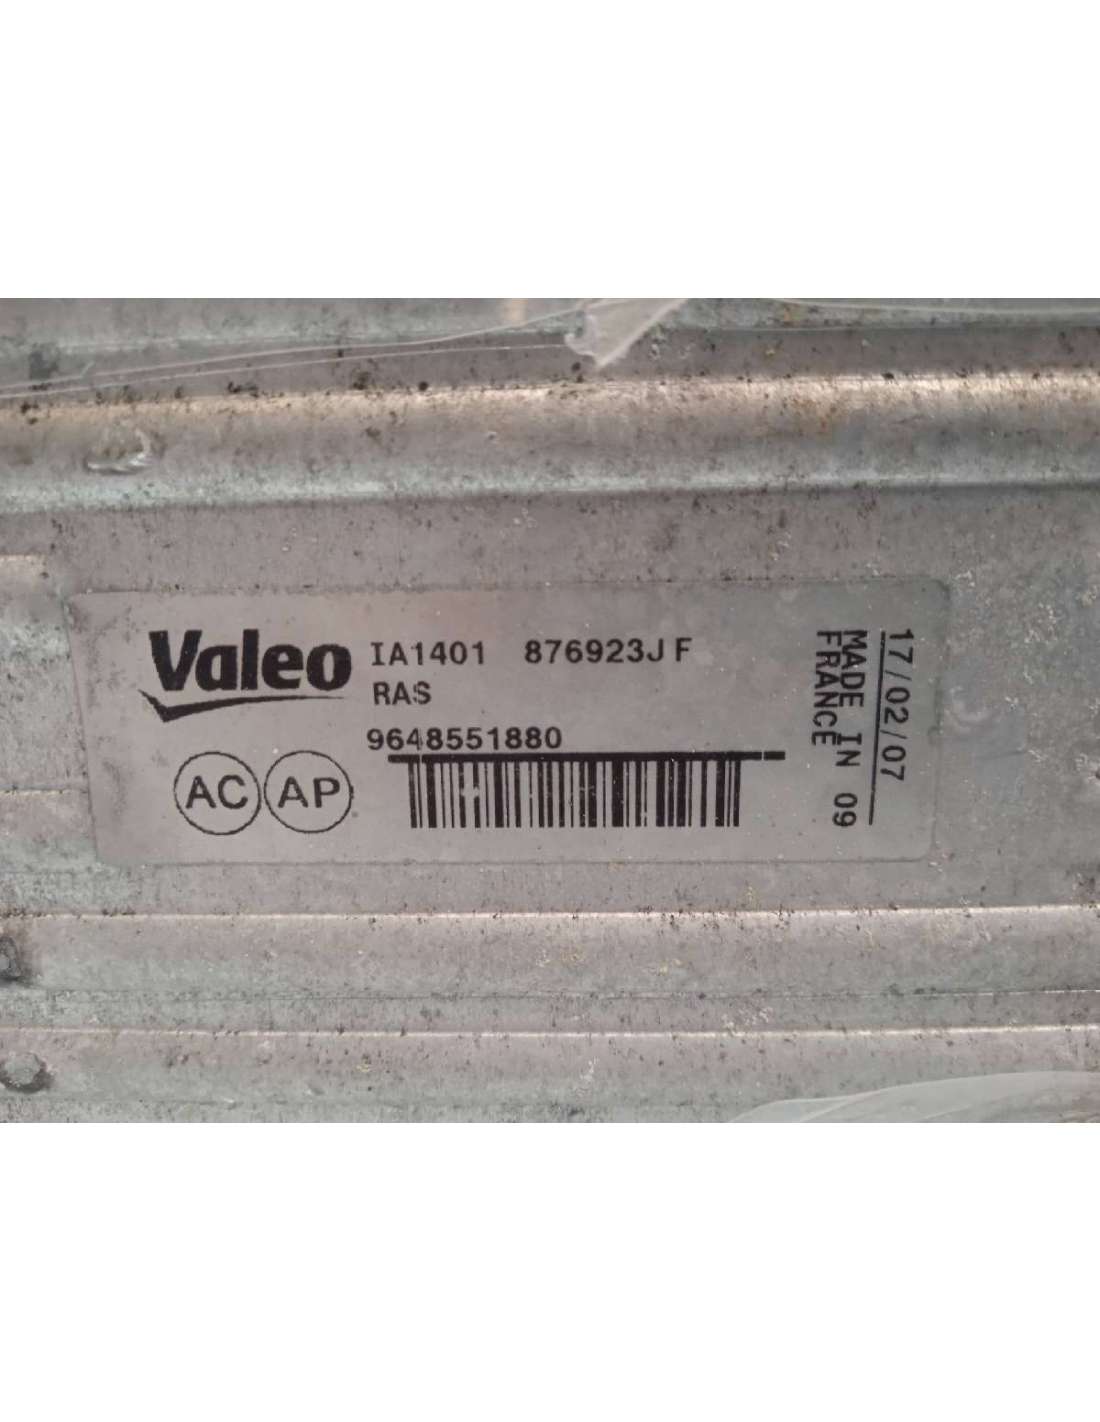 Valeo IA1401 876923J F
RAS
9648551880
AC AP
17/02/07
MADE IN 09
FRANCE